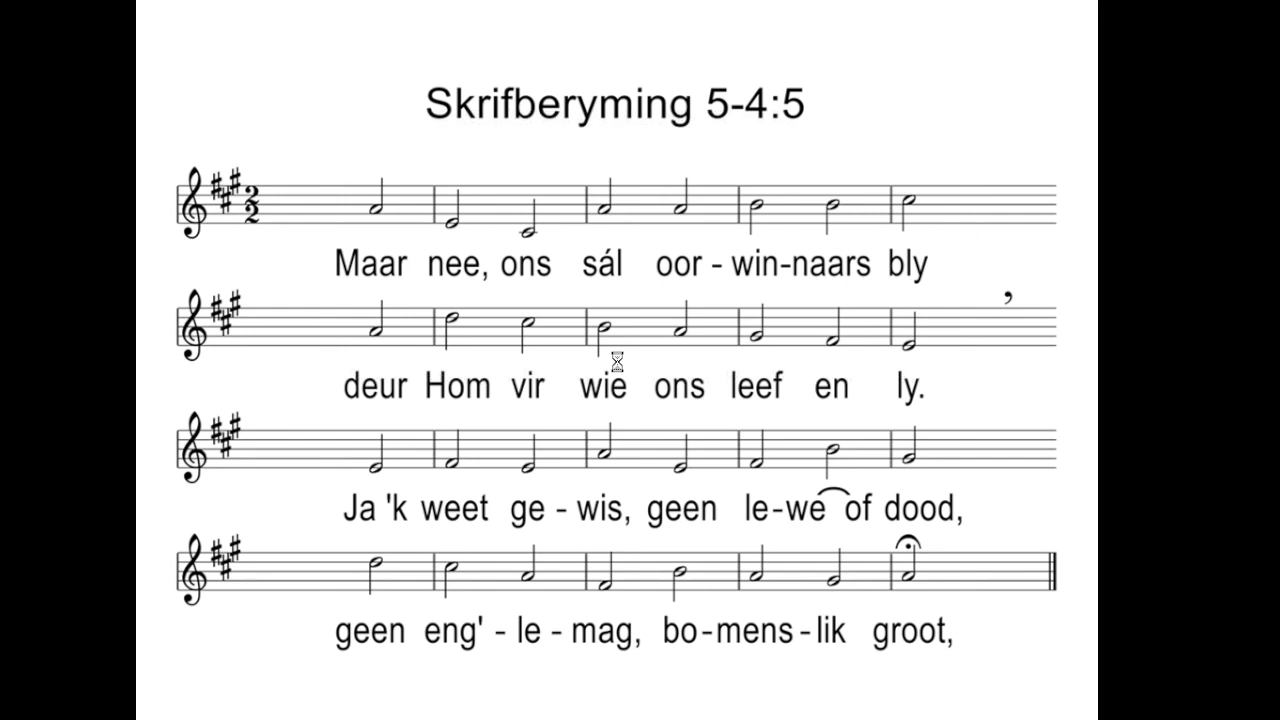 Skrifberyming 5-4:5
Maar nee, ons sál oor - win-naars bly
deur Hom vir wie ons leef en ly.
Ja 'k weet ge - wis, geen le-we of dood,
geen eng' - le - mag, bo-mens-lik groot,